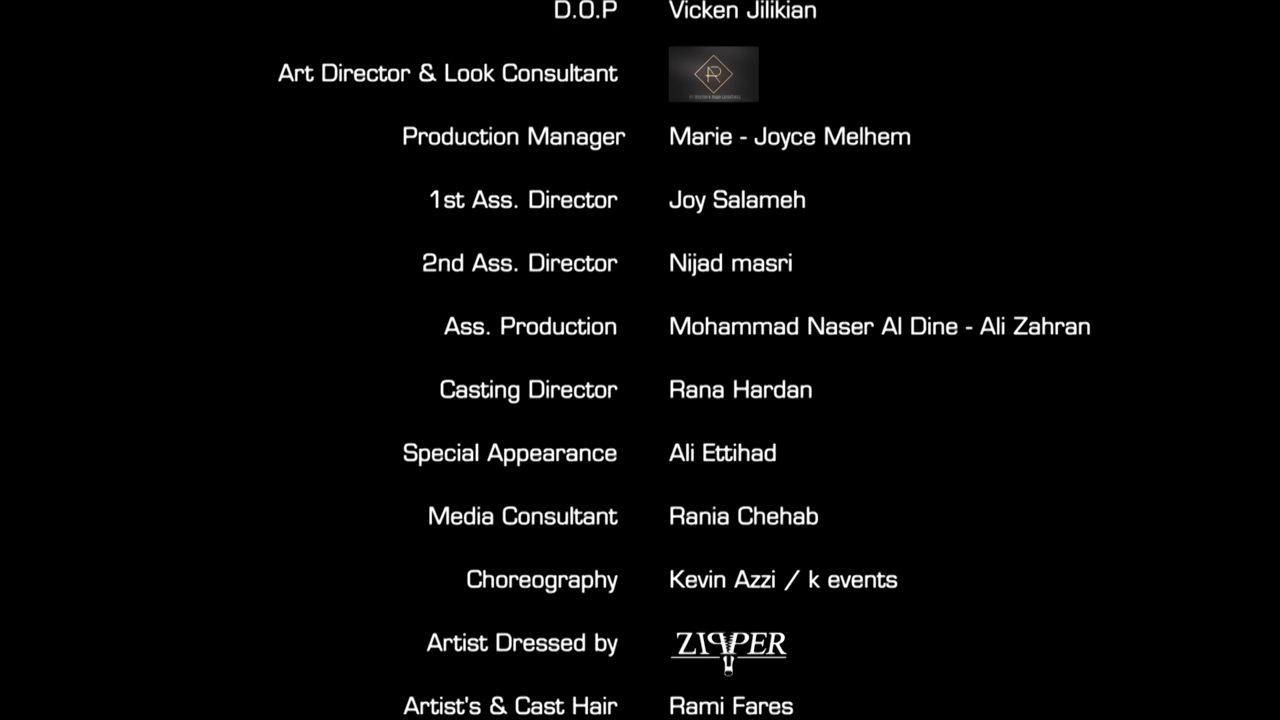 D.O.P Vicken Jilikian
Art Director & Look Consultant
Production Manager Marie - Joyce Melhem
1st Ass. Director Joy Salameh
2nd Ass. Director Nijad masri
Ass. Production Mohammad Naser Al Dine - Ali Zahran
Casting Director Rana Hardan
Special Appearance Ali Ettihad
Media Consultant Rania Chehab
Choreography Kevin Azzi / k events
Artist Dressed by ZIPPER
Artist's & Cast Hair Rami Fares